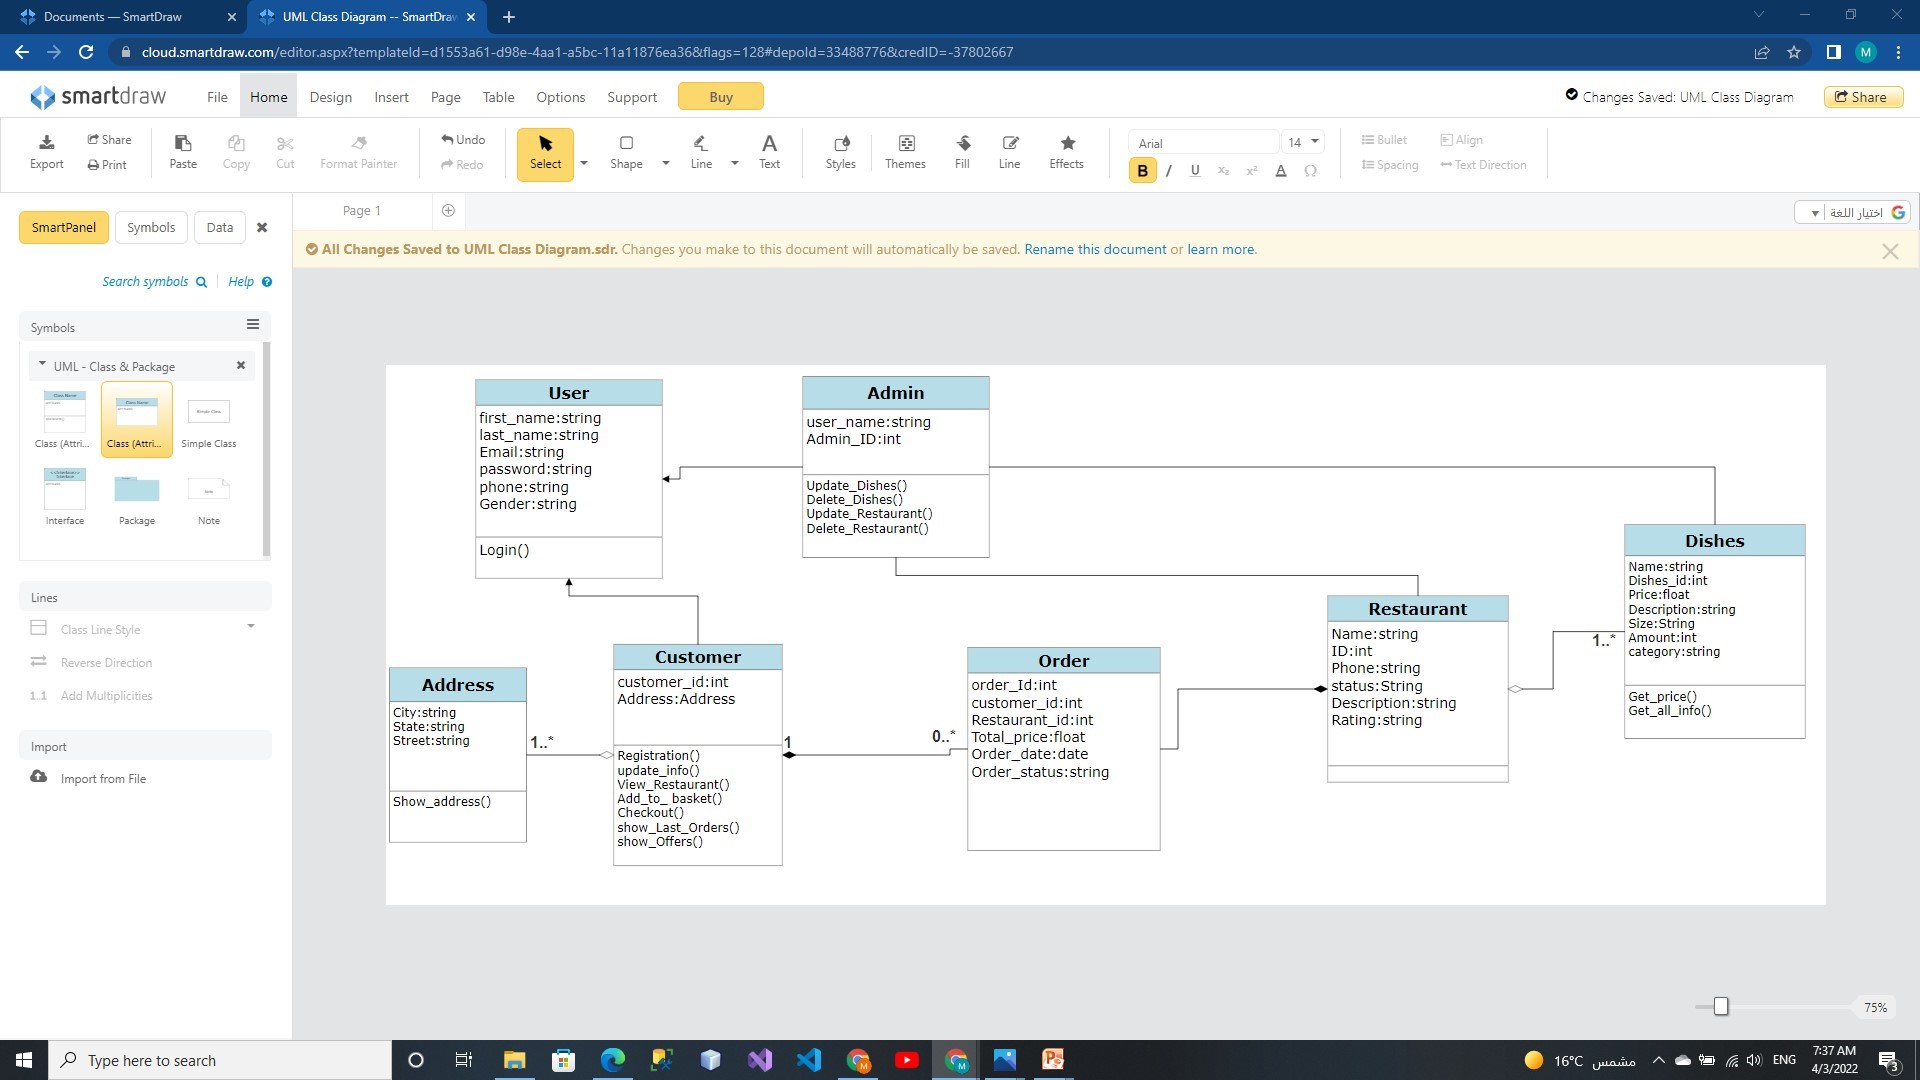 Documents — SmartDraw
UML Class Diagram -- SmartDraw
cloud.smartdraw.com/editor.aspx?templateId=d1553a61-d98e-4aa1-a5bc-11a11876ea36&flags=128#depoId=33488776&credID=-37802667
M
smartdraw
File
Home
Design
Insert
Page
Table
Options
Support
Buy
Changes Saved: UML Class Diagram
Share
Export
Share
Print
Paste
Copy
Cut
Format Painter
Undo
Redo
Select
Shape
Line
Text
Styles
Themes
Fill
Line
Effects
Arial
14
B I U x₂ x² A Ω
Bullet
Align
Spacing
Text Direction
SmartPanel
Symbols
Data
Page 1
اختيار اللغة
All Changes Saved to UML Class Diagram.sdr. Changes you make to this document will automatically be saved. Rename this document or learn more.
Search symbols
Help
Symbols
UML - Class & Package
Class (Attri...
Class (Attri...
Simple Class
Interface
Package
Note
Lines
Class Line Style
Reverse Direction
1.1 Add Multiplicities
Import
Import from File
User
first_name:string
last_name:string
Email:string
password:string
phone:string
Gender:string
Login()
Admin
user_name:string
Admin_ID:int
Update_Dishes()
Delete_Dishes()
Update_Restaurant()
Delete_Restaurant()
Dishes
Name:string
Dishes_id:int
Price:float
Description:string
Size:String
Amount:int
category:string
Get_price()
Get_all_info()
1..*
Restaurant
Name:string
ID:int
Phone:string
status:String
Description:string
Rating:string
Customer
customer_id:int
Address:Address
Registration()
update_info()
View_Restaurant()
Add_to_ basket()
Checkout()
show_Last_Orders()
show_Offers()
Order
order_Id:int
customer_id:int
Restaurant_id:int
Total_price:float
Order_date:date
Order_status:string
Address
City:string
State:string
Street:string
Show_address()
1..*
1
0..*
75%
Type here to search
16°C مشمس
ENG
7:37 AM
4/3/2022
3